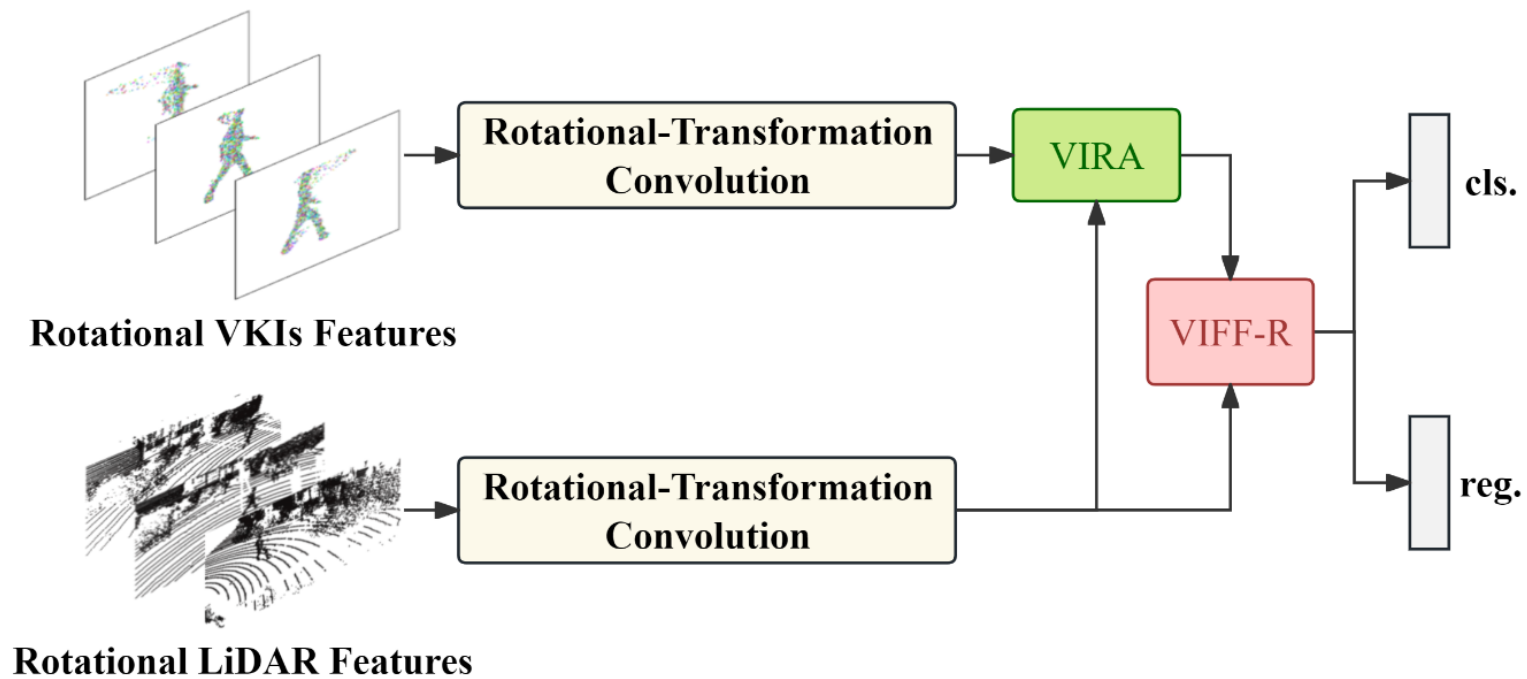 Rotational-Transformation
Convolution
VIRA
cls.
Rotational VKIs Features
VIFF-R
Rotational-Transformation
Convolution
reg.
Rotational LiDAR Features